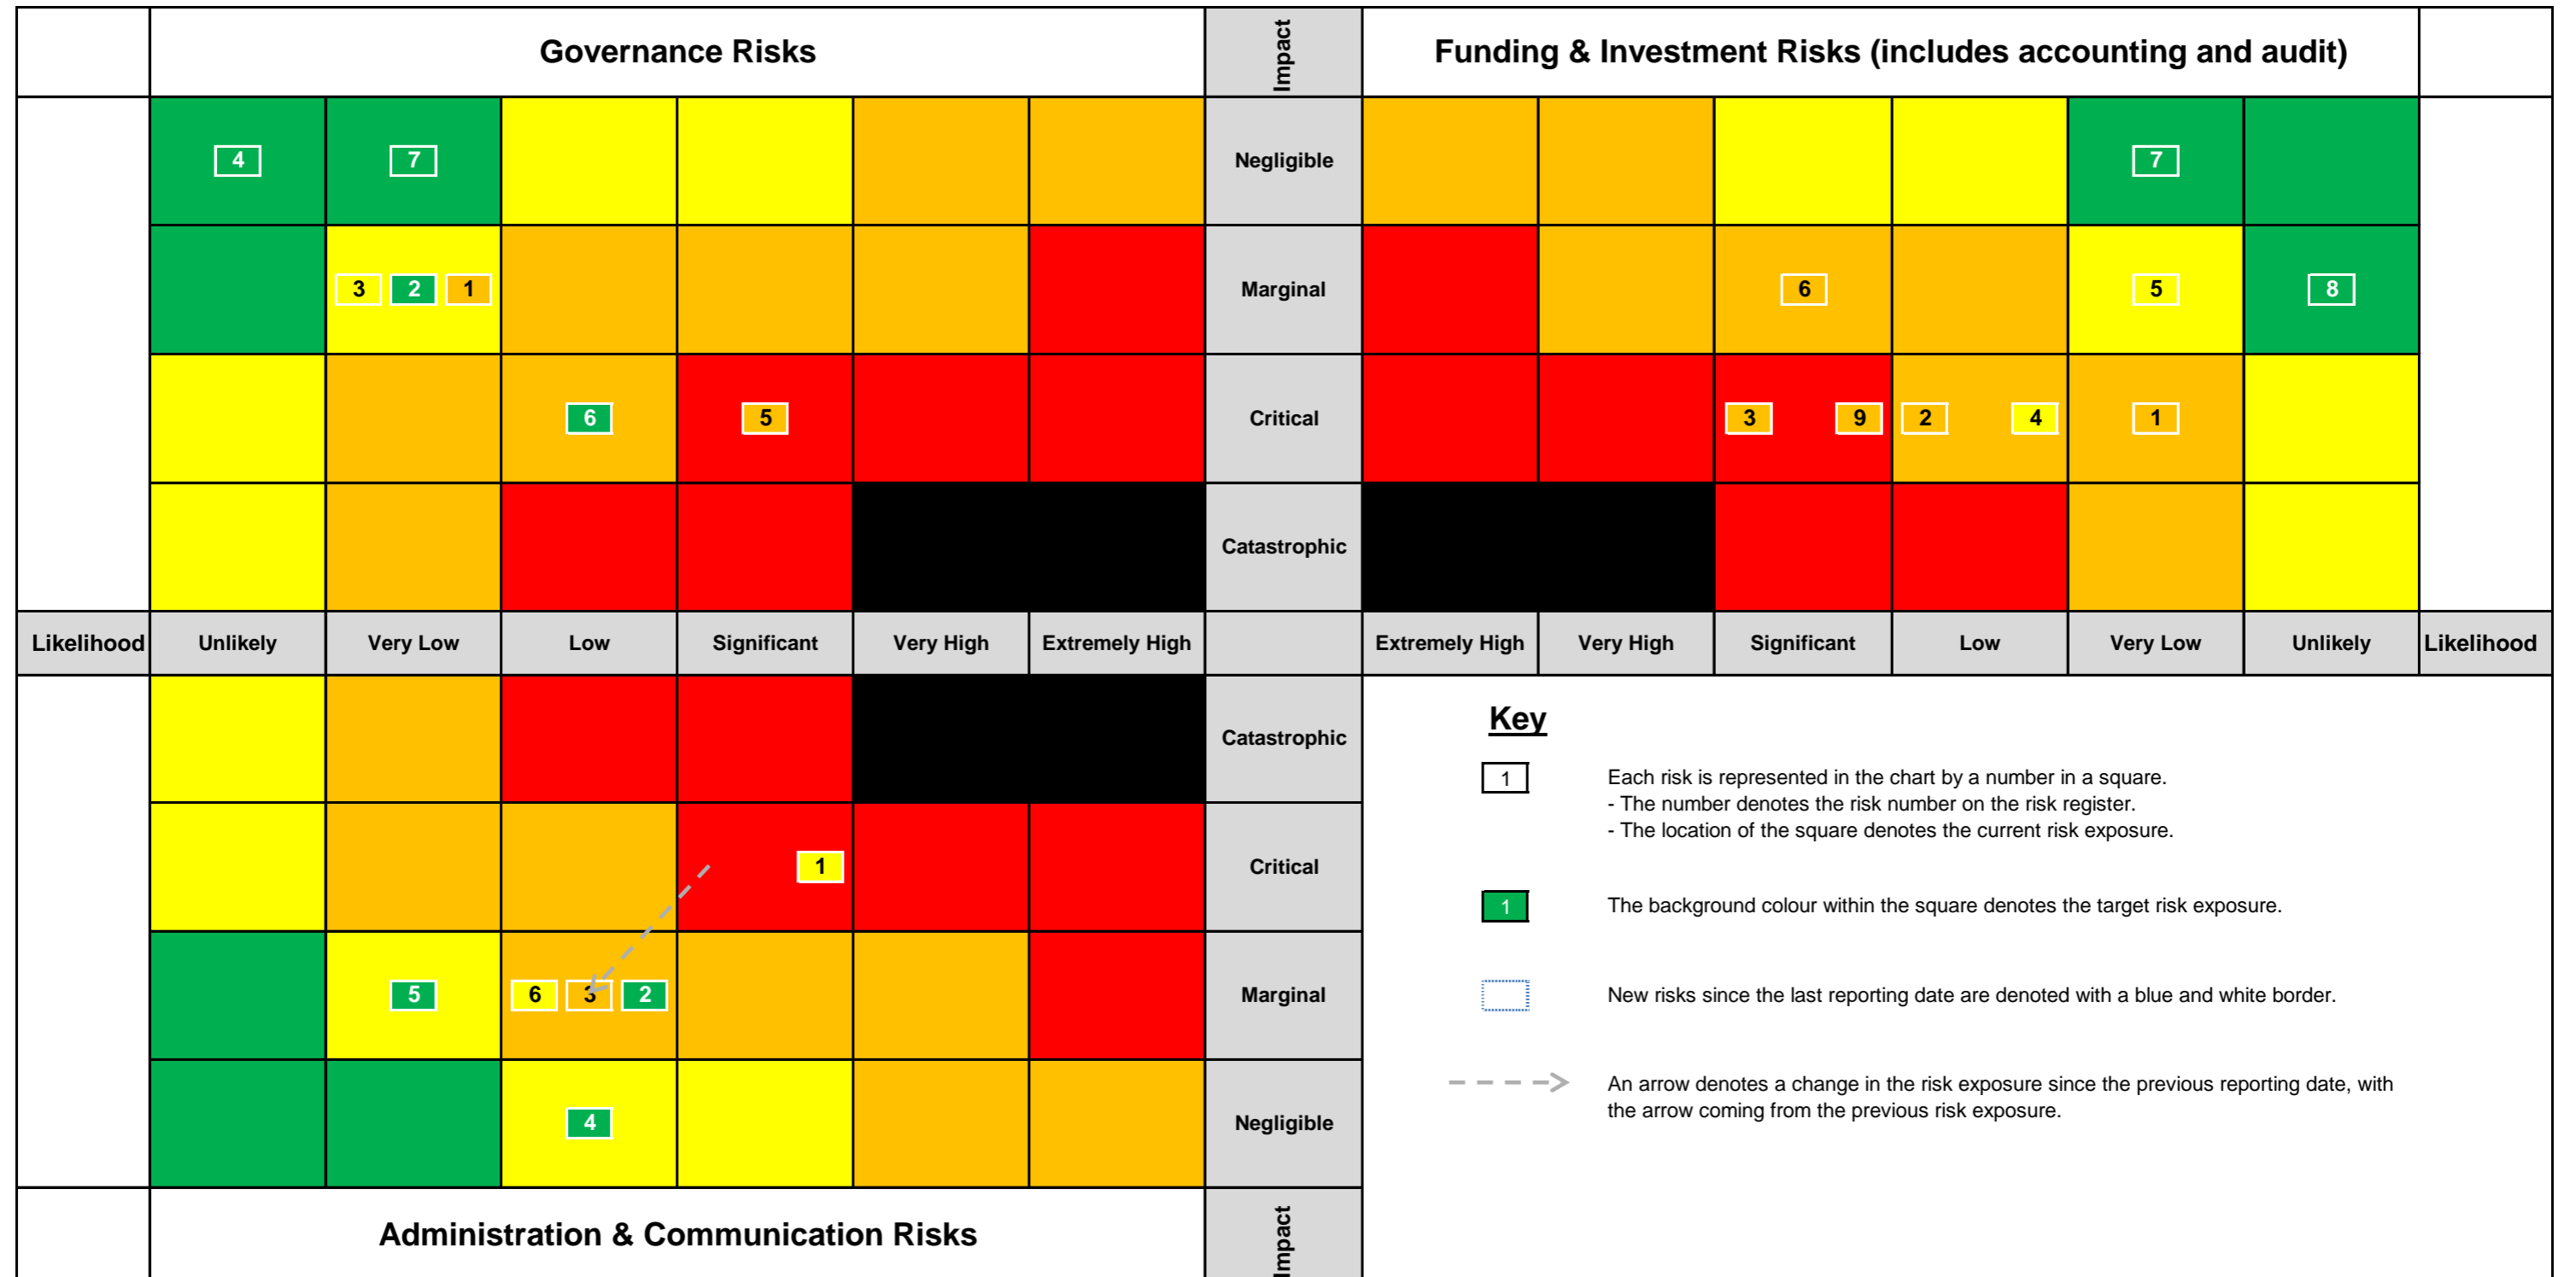 Governance Risks
Impact
Funding & Investment Risks (includes accounting and audit)
4
7
Negligible
7
3 2 1
Marginal
6
5
8
6
5
Critical
3 9
2 4
1
Catastrophic
Likelihood
Unlikely
Very Low
Low
Significant
Very High
Extremely High
Extremely High
Very High
Significant
Low
Very Low
Unlikely
Likelihood
Catastrophic
1
Critical
5
6 3 2
Marginal
4
Negligible
Administration & Communication Risks
Impact
Key
1
Each risk is represented in the chart by a number in a square.
- The number denotes the risk number on the risk register.
- The location of the square denotes the current risk exposure.
1
The background colour within the square denotes the target risk exposure.
New risks since the last reporting date are denoted with a blue and white border.
An arrow denotes a change in the risk exposure since the previous reporting date, with
the arrow coming from the previous risk exposure.